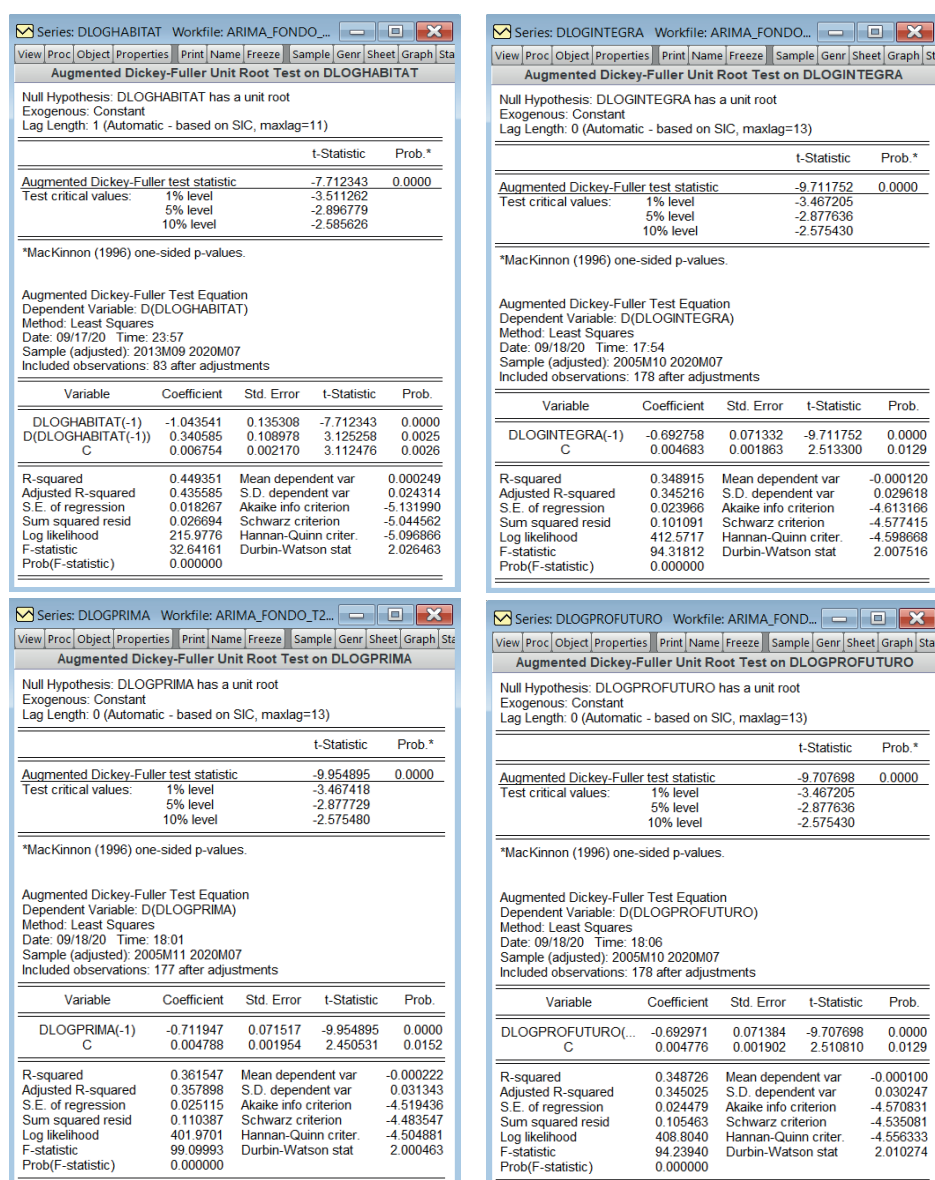 Series: DLOGHABITAT Workfile: ARIMA_FONDO_...
View Proc Object Properties Print Name Freeze Sample Genr Sheet Graph Sta
Augmented Dickey-Fuller Unit Root Test on DLOGHABITAT
Null Hypothesis: DLOGHABITAT has a unit root
Exogenous: Constant
Lag Length: 1 (Automatic - based on SIC, maxlag=11)
t-Statistic Prob.*
Augmented Dickey-Fuller test statistic -7.712343 0.0000
Test critical values: 1% level -3.511262
5% level -2.896779
10% level -2.585626
*MacKinnon (1996) one-sided p-values.
Augmented Dickey-Fuller Test Equation
Dependent Variable: D(DLOGHABITAT)
Method: Least Squares
Date: 09/17/20 Time: 23:57
Sample (adjusted): 2013M09 2020M07
Included observations: 83 after adjustments
Variable Coefficient Std. Error t-Statistic Prob.
DLOGHABITAT(-1) -1.043541 0.135308 -7.712343 0.0000
D(DLOGHABITAT(-1)) 0.340585 0.108978 3.125258 0.0025
C 0.006754 0.002170 3.112476 0.0026
R-squared 0.449351 Mean dependent var 0.000249
Adjusted R-squared 0.435585 S.D. dependent var 0.024314
S.E. of regression 0.018267 Akaike info criterion -5.131990
Sum squared resid 0.026694 Schwarz criterion -5.044562
Log likelihood 215.9776 Hannan-Quinn criter. -5.096866
F-statistic 32.64161 Durbin-Watson stat 2.026463
Prob(F-statistic) 0.000000
Series: DLOGINTEGRA Workfile: ARIMA_FONDO...
View Proc Object Properties Print Name Freeze Sample Genr Sheet Graph St
Augmented Dickey-Fuller Unit Root Test on DLOGINTEGRA
Null Hypothesis: DLOGINTEGRA has a unit root
Exogenous: Constant
Lag Length: 0 (Automatic - based on SIC, maxlag=13)
t-Statistic Prob.*
Augmented Dickey-Fuller test statistic -9.711752 0.0000
Test critical values: 1% level -3.467205
5% level -2.877636
10% level -2.575430
*MacKinnon (1996) one-sided p-values.
Augmented Dickey-Fuller Test Equation
Dependent Variable: D(DLOGINTEGRA)
Method: Least Squares
Date: 09/18/20 Time: 17:54
Sample (adjusted): 2005M10 2020M07
Included observations: 178 after adjustments
Variable Coefficient Std. Error t-Statistic Prob.
DLOGINTEGRA(-1) -0.692758 0.071332 -9.711752 0.0000
C 0.004683 0.001863 2.513300 0.0129
R-squared 0.348915 Mean dependent var -0.000120
Adjusted R-squared 0.345216 S.D. dependent var 0.029618
S.E. of regression 0.023966 Akaike info criterion -4.613166
Sum squared resid 0.101091 Schwarz criterion -4.577415
Log likelihood 412.5717 Hannan-Quinn criter. -4.598668
F-statistic 94.31812 Durbin-Watson stat 2.007516
Prob(F-statistic) 0.000000
Series: DLOGPRIMA Workfile: ARIMA_FONDO_T2...
View Proc Object Properties Print Name Freeze Sample Genr Sheet Graph Sta
Augmented Dickey-Fuller Unit Root Test on DLOGPRIMA
Null Hypothesis: DLOGPRIMA has a unit root
Exogenous: Constant
Lag Length: 0 (Automatic - based on SIC, maxlag=13)
t-Statistic Prob.*
Augmented Dickey-Fuller test statistic -9.954895 0.0000
Test critical values: 1% level -3.467418
5% level -2.877729
10% level -2.575480
*MacKinnon (1996) one-sided p-values.
Augmented Dickey-Fuller Test Equation
Dependent Variable: D(DLOGPRIMA)
Method: Least Squares
Date: 09/18/20 Time: 18:01
Sample (adjusted): 2005M11 2020M07
Included observations: 177 after adjustments
Variable Coefficient Std. Error t-Statistic Prob.
DLOGPRIMA(-1) -0.711947 0.071517 -9.954895 0.0000
C 0.004788 0.001954 2.450531 0.0152
R-squared 0.361547 Mean dependent var -0.000222
Adjusted R-squared 0.357898 S.D. dependent var 0.031343
S.E. of regression 0.025115 Akaike info criterion -4.519436
Sum squared resid 0.110387 Schwarz criterion -4.483547
Log likelihood 401.9701 Hannan-Quinn criter. -4.504881
F-statistic 99.09993 Durbin-Watson stat 2.000463
Prob(F-statistic) 0.000000
Series: DLOGPROFUTURO Workfile: ARIMA_FOND...
View Proc Object Properties Print Name Freeze Sample Genr Sheet Graph St
Augmented Dickey-Fuller Unit Root Test on DLOGPROFUTURO
Null Hypothesis: DLOGPROFUTURO has a unit root
Exogenous: Constant
Lag Length: 0 (Automatic - based on SIC, maxlag=13)
t-Statistic Prob.*
Augmented Dickey-Fuller test statistic -9.707698 0.0000
Test critical values: 1% level -3.467205
5% level -2.877636
10% level -2.575430
*MacKinnon (1996) one-sided p-values.
Augmented Dickey-Fuller Test Equation
Dependent Variable: D(DLOGPROFUTURO)
Method: Least Squares
Date: 09/18/20 Time: 18:06
Sample (adjusted): 2005M10 2020M07
Included observations: 178 after adjustments
Variable Coefficient Std. Error t-Statistic Prob.
DLOGPROFUTURO(... -0.692971 0.071384 -9.707698 0.0000
C 0.004776 0.001902 2.510810 0.0129
R-squared 0.348726 Mean dependent var -0.000100
Adjusted R-squared 0.345025 S.D. dependent var 0.030247
S.E. of regression 0.024479 Akaike info criterion -4.570831
Sum squared resid 0.105463 Schwarz criterion -4.535081
Log likelihood 408.8040 Hannan-Quinn criter. -4.556333
F-statistic 94.23940 Durbin-Watson stat 2.010274
Prob(F-statistic) 0.000000